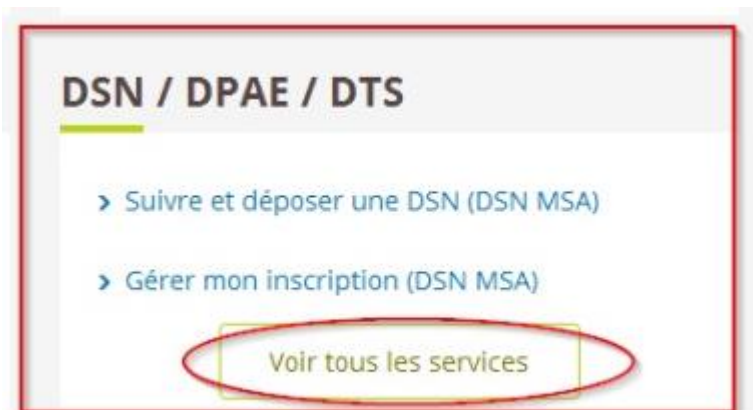 DSN / DPAE / DTS
> Suivre et déposer une DSN (DSN MSA)
> Gérer mon inscription (DSN MSA)
Voir tous les services